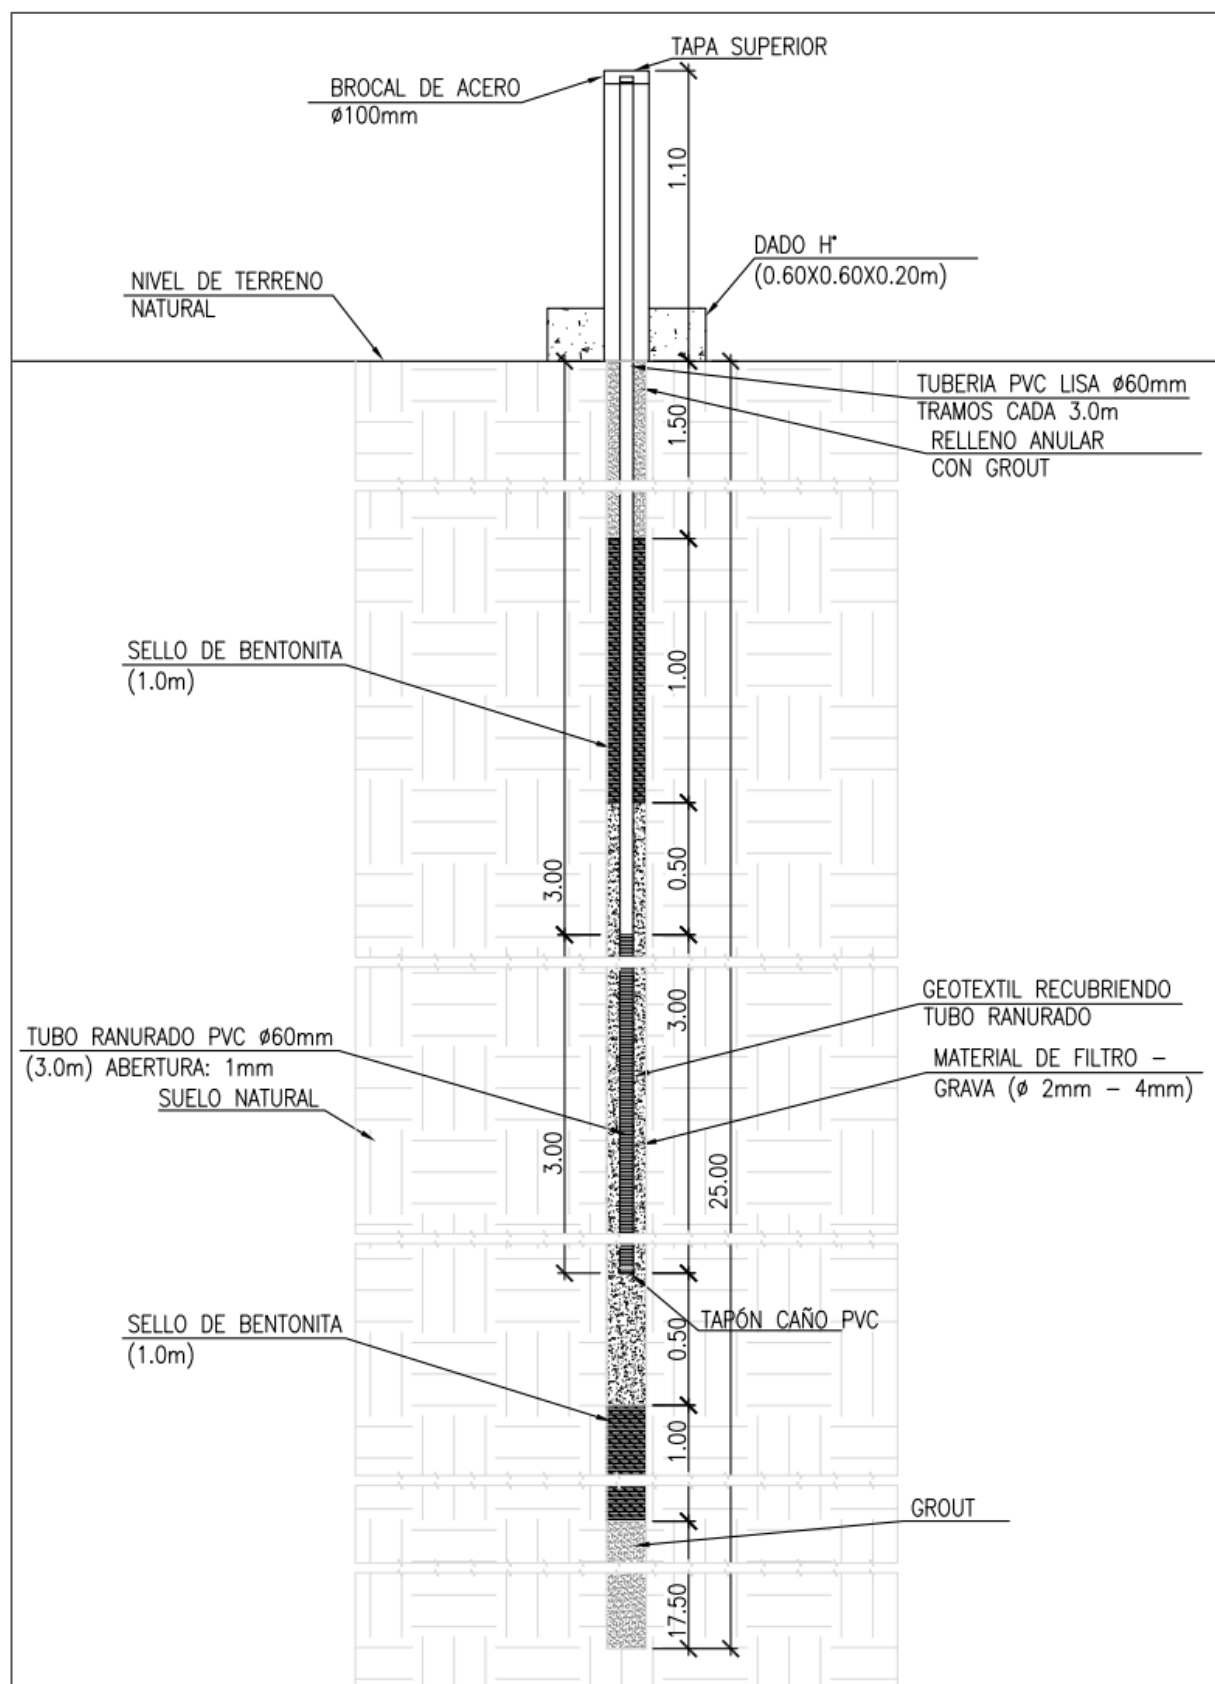 TAPA SUPERIOR
BROCAL DE ACERO
ø100mm
1.10
DADO H°
(0.60X0.60X0.20m)
NIVEL DE TERRENO
NATURAL
TUBERIA PVC LISA ø60mm
TRAMOS CADA 3.0m
1.50
RELLENO ANULAR
CON GROUT
SELLO DE BENTONITA
(1.0m)
1.00
3.00
0.50
GEOTEXTIL RECUBRIENDO
TUBO RANURADO
3.00
TUBO RANURADO PVC ø60mm
(3.0m) ABERTURA: 1mm
MATERIAL DE FILTRO –
GRAVA (ø 2mm – 4mm)
SUELO NATURAL
3.00
25.00
TAPÓN CAÑO PVC
SELLO DE BENTONITA
(1.0m)
0.50
1.00
GROUT
17.50